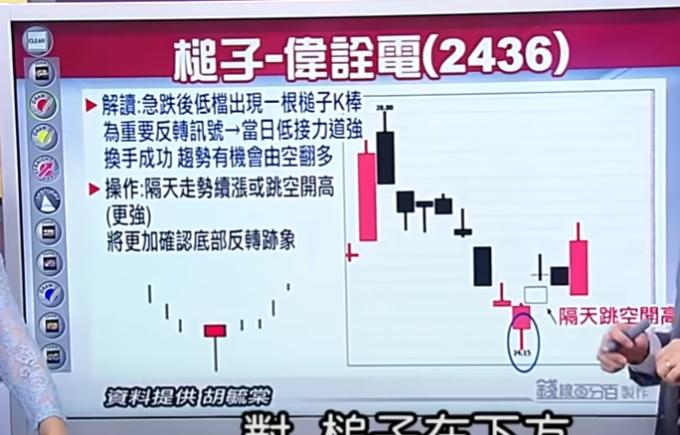 CLEAR
槌子-偉詮電(2436)
▶解讀:急跌後低檔出現一根槌子K棒
為重要反轉訊號→當日低接力道強
換手成功 趨勢有機會由空翻多
▶操作:隔天走勢續漲或跳空開高
(更強)
將更加確認底部反轉跡象
28.80
隔天跳空開高
24.15
資料提供 胡毓棠
錢線百分百 製作
對 槌子在下方